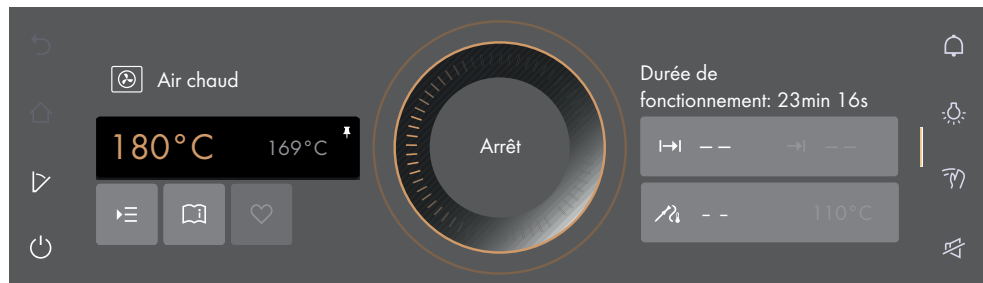 Air chaud
180°C 169°C
Arrêt
Durée de
fonctionnement: 23min 16s
-- --
-- 110°C